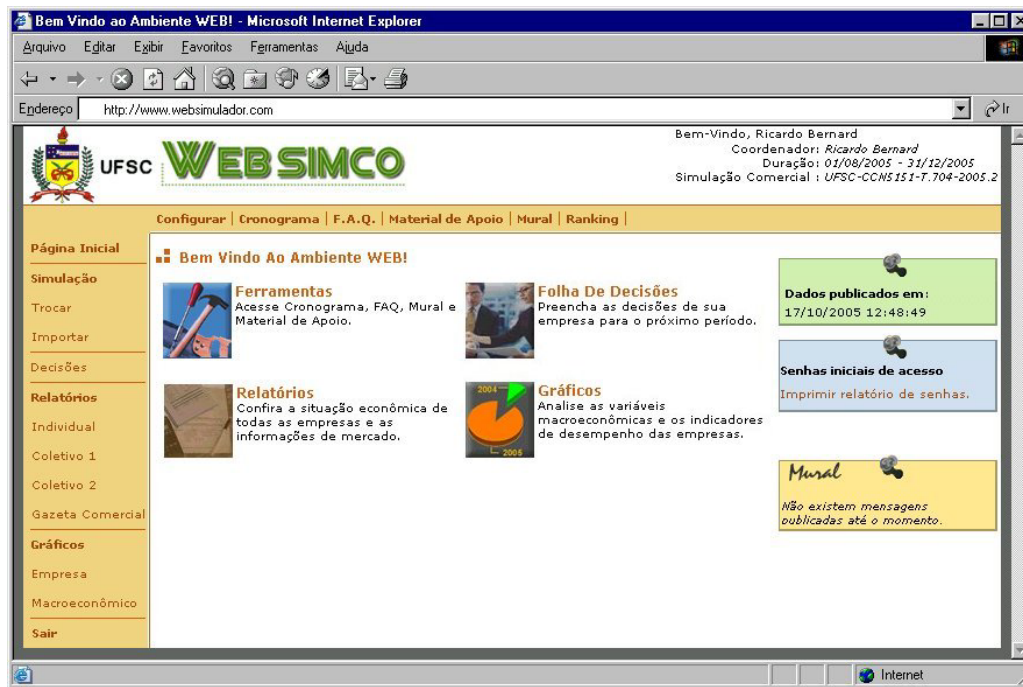 Bem Vindo ao Ambiente WEB! - Microsoft Internet Explorer
Arquivo Editar Exibir Favoritos Ferramentas Ajuda
Endereço http://www.websimulador.com Ir
UFSC WEB SIMCO
Bem-Vindo, Ricardo Bernard
Coordenador: Ricardo Bernard
Duração: 01/08/2005 - 31/12/2005
Simulação Comercial : UFSC-CCN5151-T.704-2005.2
Configurar | Cronograma | F.A.Q. | Material de Apoio | Mural | Ranking |
Página Inicial
Simulação
Trocar
Importar
Decisões
Relatórios
Individual
Coletivo 1
Coletivo 2
Gazeta Comercial
Gráficos
Empresa
Macroeconômico
Sair
Bem Vindo Ao Ambiente WEB!
Ferramentas
Acesse Cronograma, FAQ, Mural e
Material de Apoio.
Folha De Decisões
Preencha as decisões de sua
empresa para o próximo período.
Relatórios
Confira a situação econômica de
todas as empresas e as
informações de mercado.
2004
2005
Gráficos
Analise as variáveis
macroeconômicas e os indicadores
de desempenho das empresas.
Dados publicados em:
17/10/2005 12:48:49
Senhas iniciais de acesso
Imprimir relatório de senhas.
Mural
Não existem mensagens
publicadas até o momento.
Internet